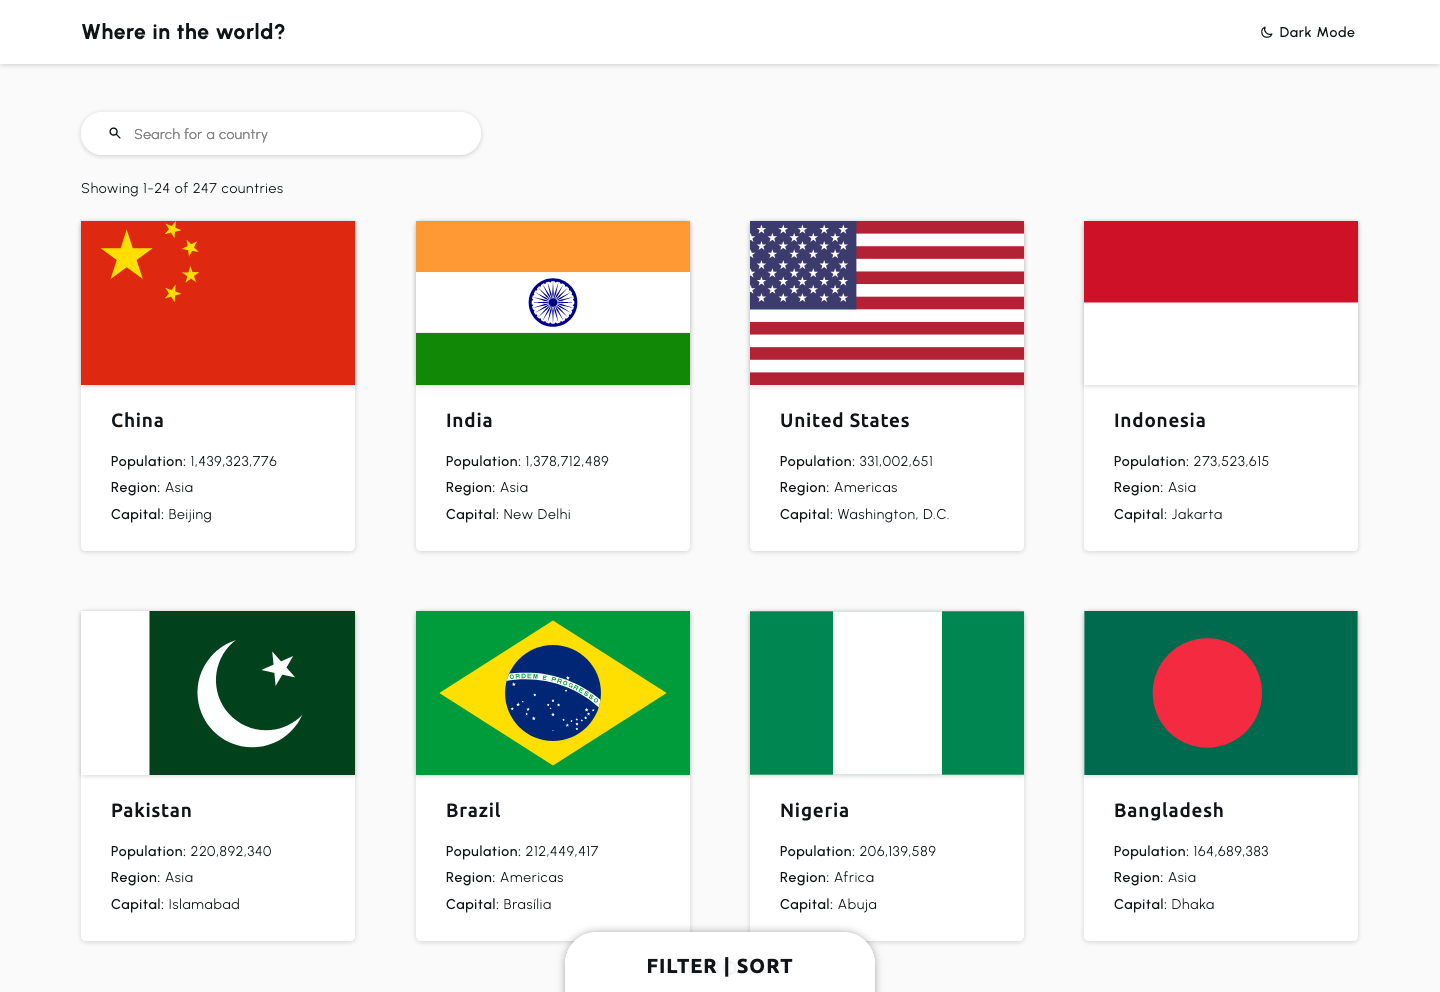 Where in the world?
Dark Mode
Search for a country
Showing 1-24 of 247 countries
China
Population: 1,439,323,776
Region: Asia
Capital: Beijing
India
Population: 1,378,712,489
Region: Asia
Capital: New Delhi
United States
Population: 331,002,651
Region: Americas
Capital: Washington, D.C.
Indonesia
Population: 273,523,615
Region: Asia
Capital: Jakarta
ORDEM E PROGRESSO
Pakistan
Population: 220,892,340
Region: Asia
Capital: Islamabad
Brazil
Population: 212,449,417
Region: Americas
Capital: Brasília
Nigeria
Population: 206,139,589
Region: Africa
Capital: Abuja
Bangladesh
Population: 164,689,383
Region: Asia
Capital: Dhaka
FILTER | SORT